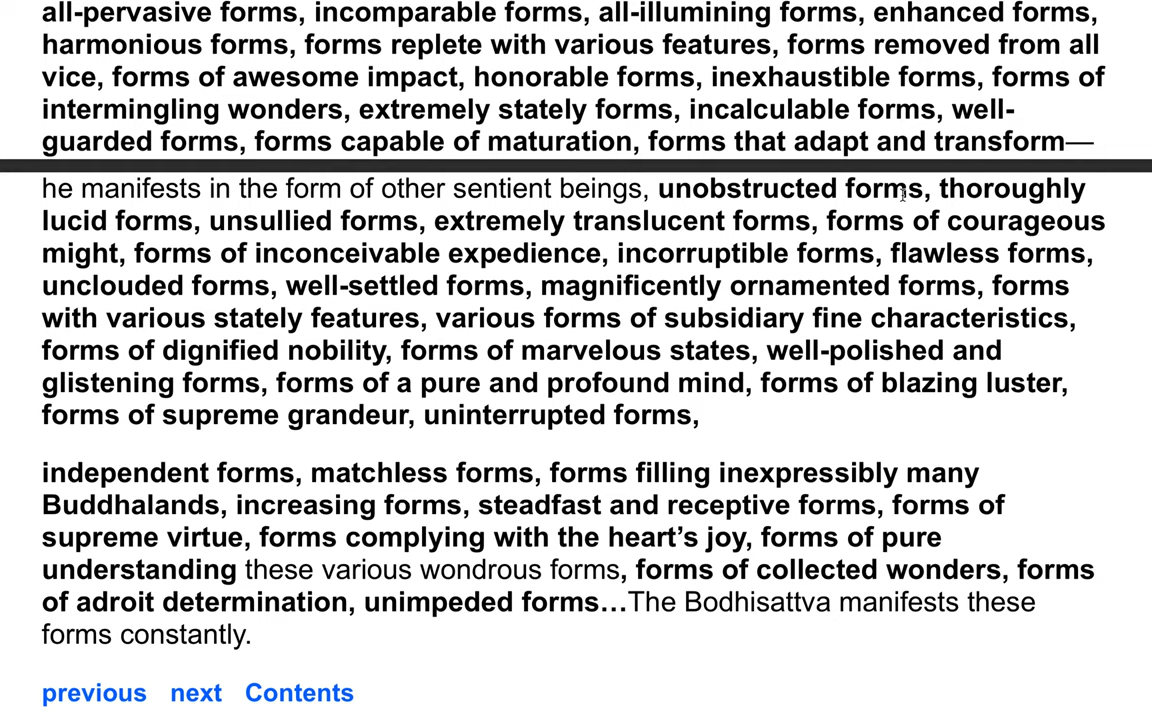 all-pervasive forms, incomparable forms, all-illumining forms, enhanced forms,
harmonious forms, forms replete with various features, forms removed from all
vice, forms of awesome impact, honorable forms, inexhaustible forms, forms of
intermingling wonders, extremely stately forms, incalculable forms, well-
guarded forms, forms capable of maturation, forms that adapt and transform—
he manifests in the form of other sentient beings, unobstructed forms, thoroughly
lucid forms, unsullied forms, extremely translucent forms, forms of courageous
might, forms of inconceivable expedience, incorruptible forms, flawless forms,
unclouded forms, well-settled forms, magnificently ornamented forms, forms
with various stately features, various forms of subsidiary fine characteristics,
forms of dignified nobility, forms of marvelous states, well-polished and
glistening forms, forms of a pure and profound mind, forms of blazing luster,
forms of supreme grandeur, uninterrupted forms,
independent forms, matchless forms, forms filling inexpressibly many
Buddhalands, increasing forms, steadfast and receptive forms, forms of
supreme virtue, forms complying with the heart’s joy, forms of pure
understanding these various wondrous forms, forms of collected wonders, forms
of adroit determination, unimpeded forms…The Bodhisattva manifests these
forms constantly.
previous next Contents